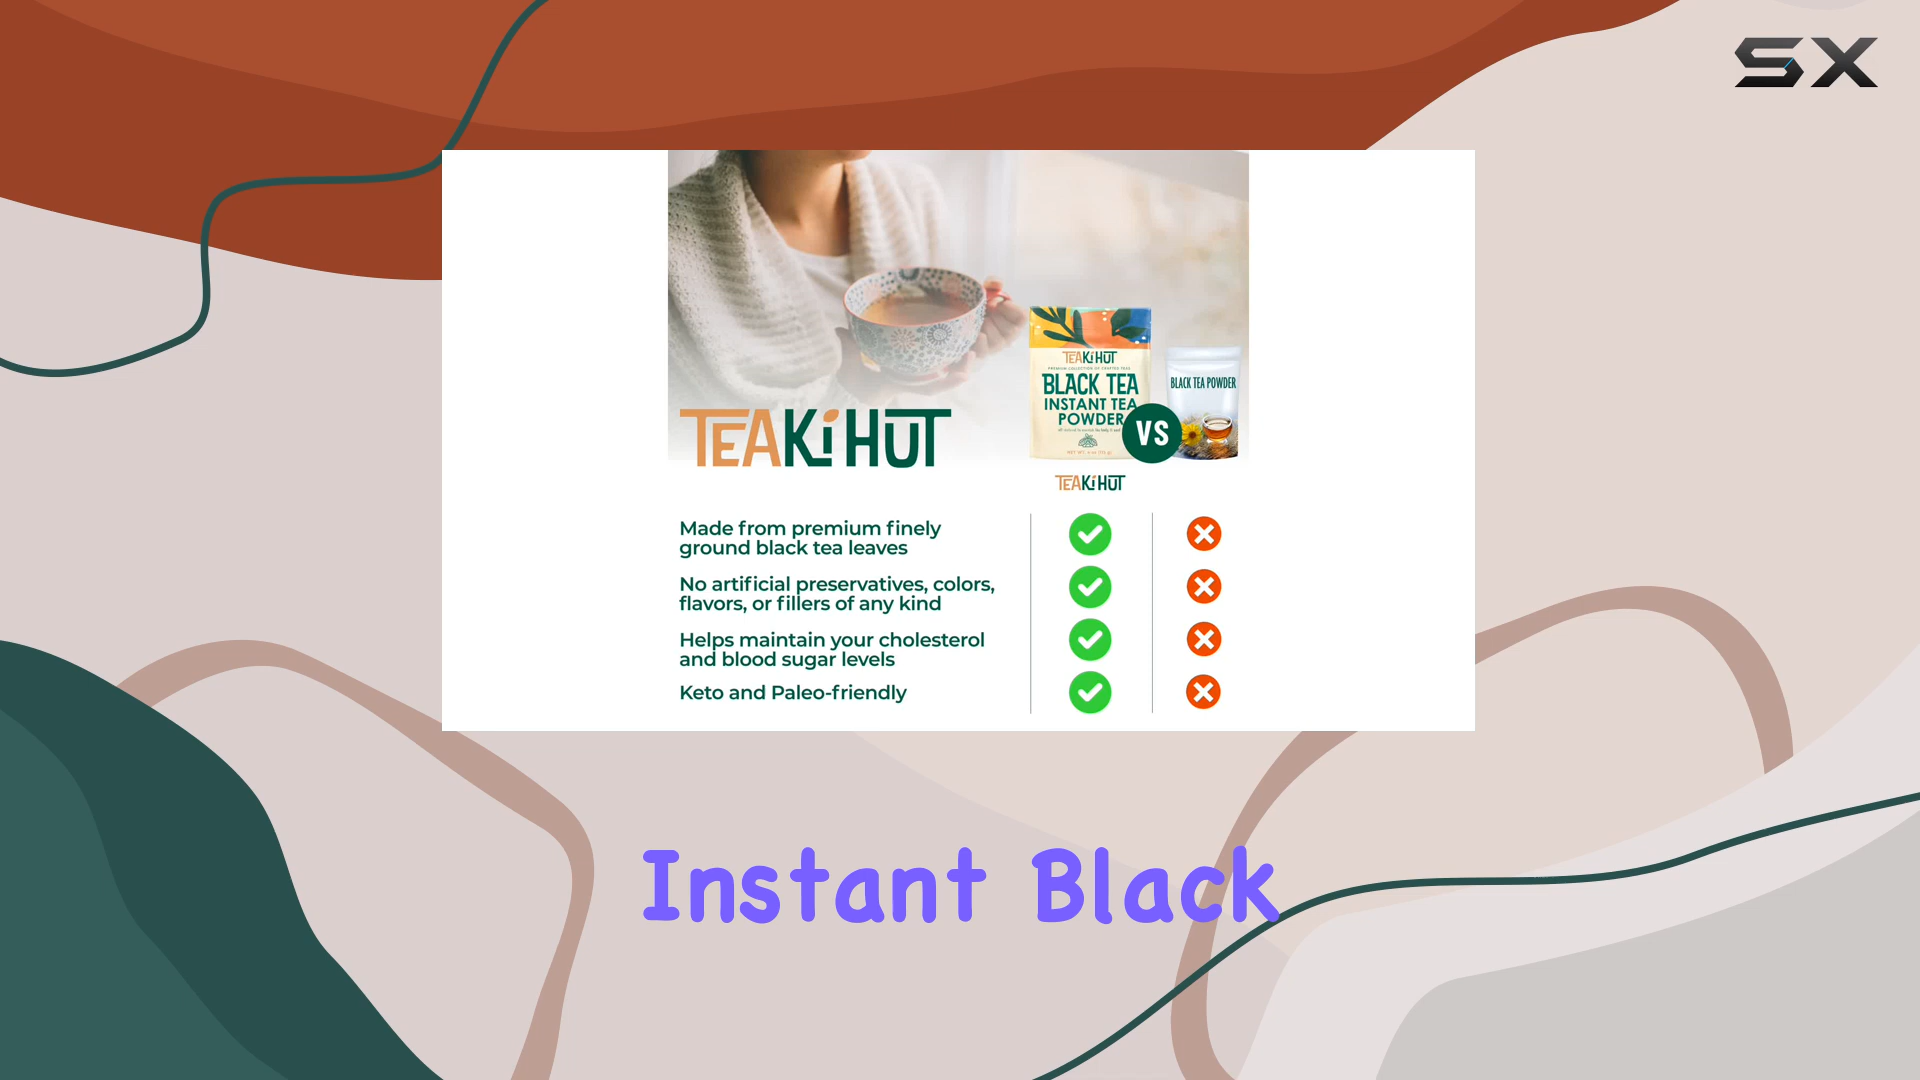 SX
TEAKiHUT
TEAKiHUT
BLACK TEA
INSTANT TEA
POWDER
VS
BLACK TEA POWDER
TEAKiHUT
Made from premium finely
ground black tea leaves
No artificial preservatives, colors,
flavors, or fillers of any kind
Helps maintain your cholesterol
and blood sugar levels
Keto and Paleo-friendly
Instant Black